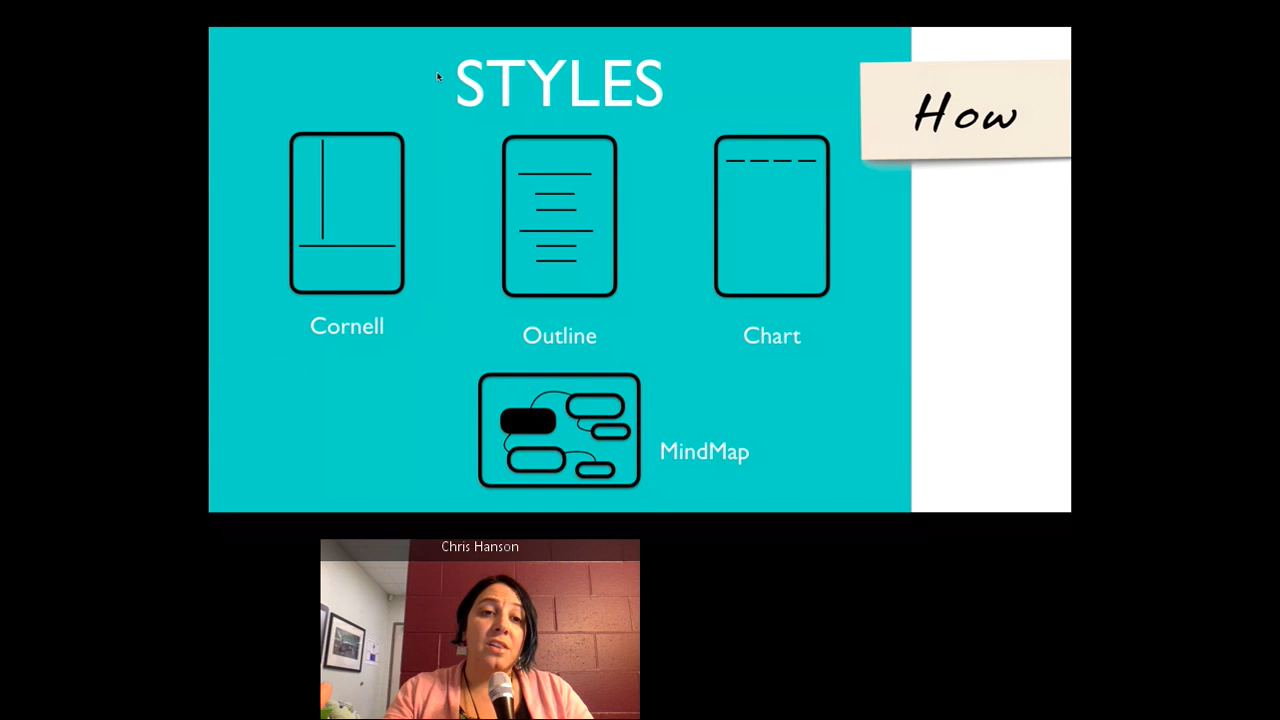 STYLES
How
Cornell
Outline
Chart
MindMap
Chris Hanson